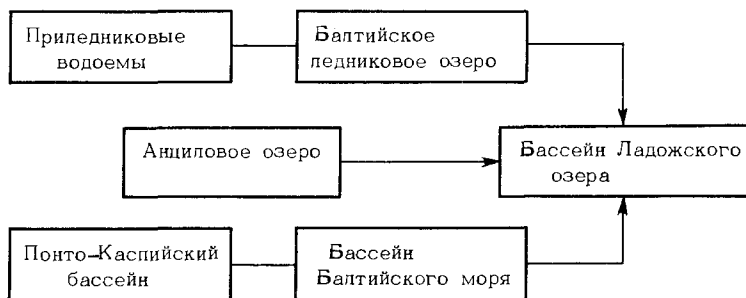 Приледниковые
водоемы
Балтийское
ледниковое озеро
Анциловое озеро
Бассейн Ладожского
озера
Понто-Каспийский
бассейн
Бассейн
Балтийского моря